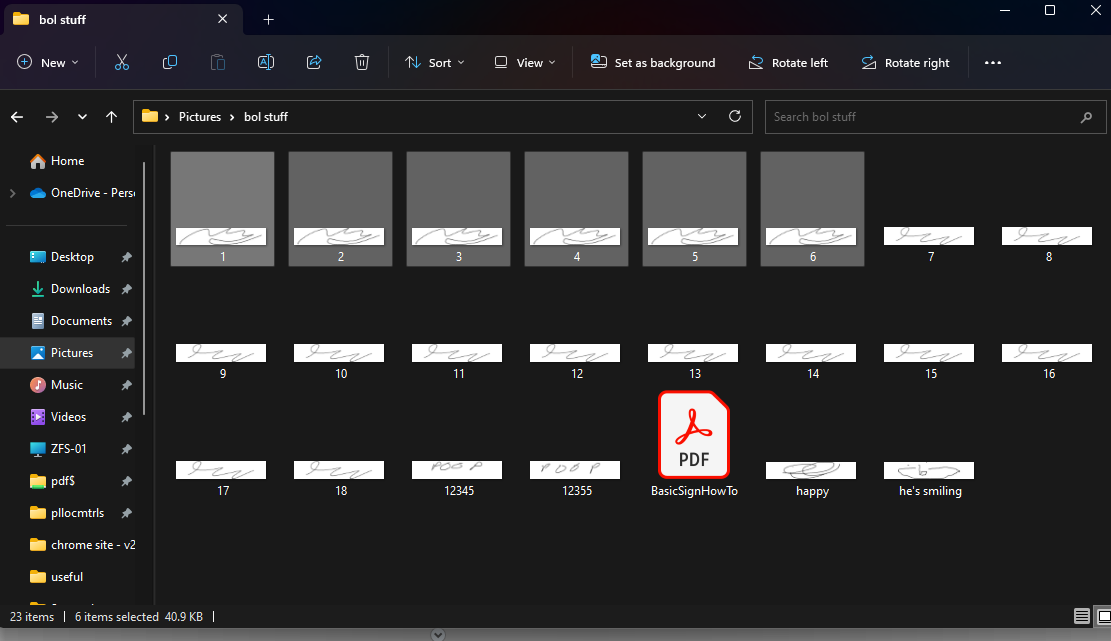 bol stuff
New
Sort
View
Set as background
Rotate left
Rotate right
Pictures
bol stuff
Search bol stuff
Home
OneDrive - Perso
Desktop
Downloads
Documents
Pictures
Music
Videos
ZFS-01
pdf$
pllocmtrls
chrome site - v2
useful
1 2 3 4 5 6 7 8
9 10 11 12 13 14 15 16
POOP POOP
PDF
17 18 12345 12355 BasicSignHowTo happy he's smiling
23 items 6 items selected 40.9 KB